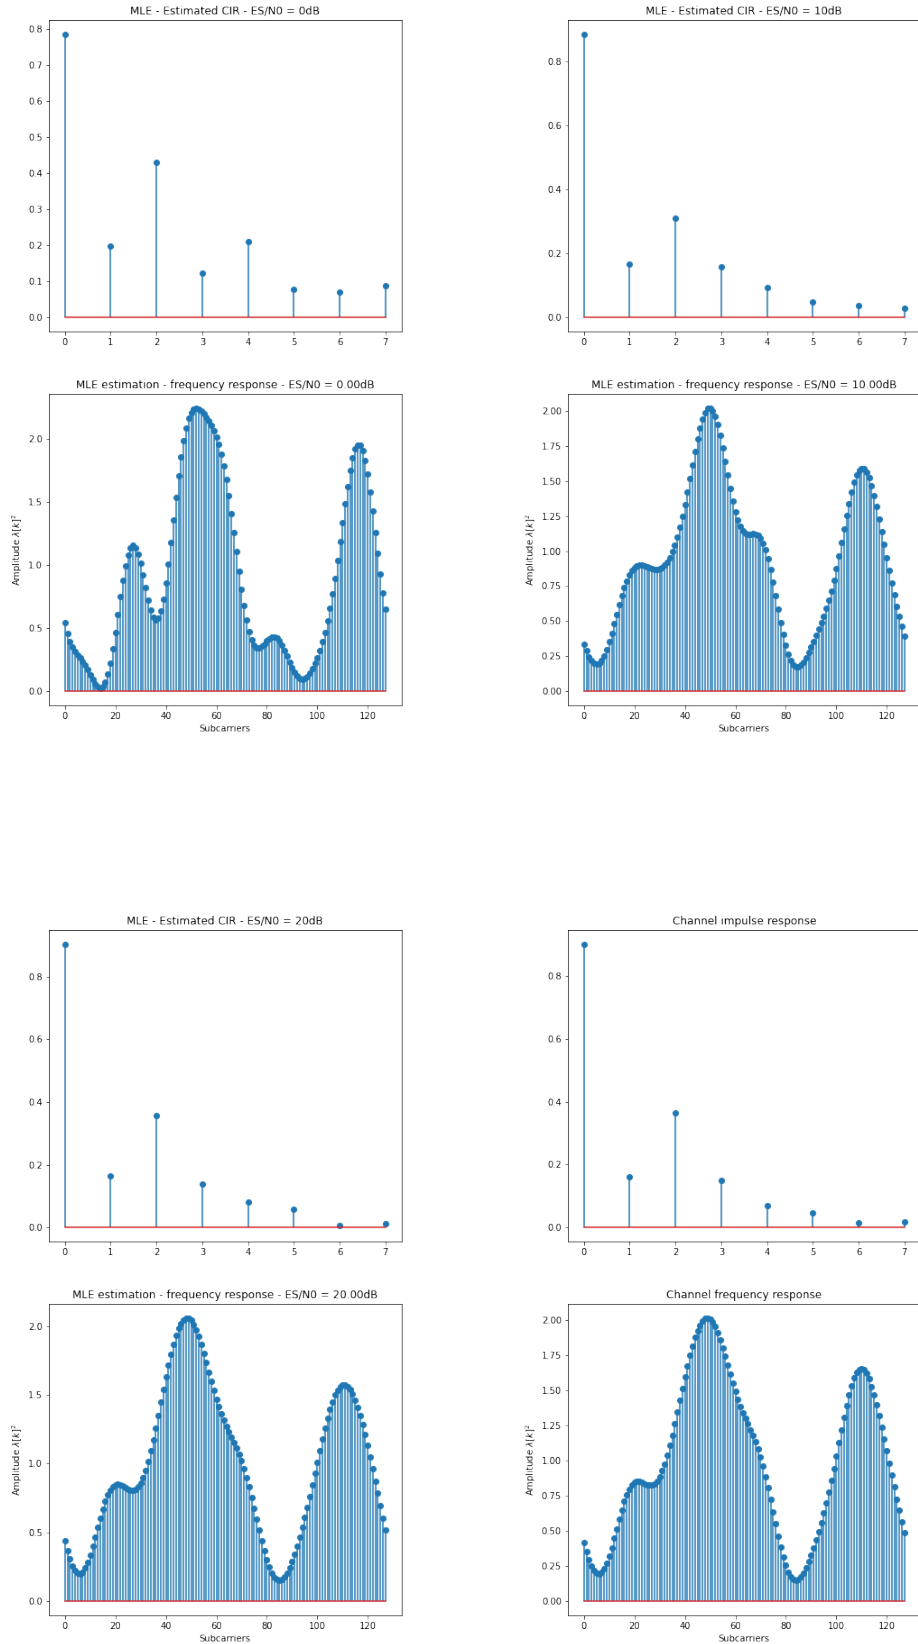 MLE - Estimated CIR - ES/N0 = 0dB
0.8
0.7
0.6
0.5
0.4
0.3
0.2
0.1
0.0
0 1 2 3 4 5 6 7
MLE - Estimated CIR - ES/N0 = 10dB
0.8
0.6
0.4
0.2
0.0
0 1 2 3 4 5 6 7
MLE estimation - frequency response - ES/N0 = 0.00dB
Amplitude λ[k]²
2.0
1.5
1.0
0.5
0.0
0 20 40 60 80 100 120
Subcarriers
MLE estimation - frequency response - ES/N0 = 10.00dB
Amplitude λ[k]²
2.00
1.75
1.50
1.25
1.00
0.75
0.50
0.25
0.00
0 20 40 60 80 100 120
Subcarriers
MLE - Estimated CIR - ES/N0 = 20dB
0.8
0.6
0.4
0.2
0.0
0 1 2 3 4 5 6 7
Channel impulse response
0.8
0.6
0.4
0.2
0.0
0 1 2 3 4 5 6 7
MLE estimation - frequency response - ES/N0 = 20.00dB
Amplitude λ[k]²
2.0
1.5
1.0
0.5
0.0
0 20 40 60 80 100 120
Subcarriers
Channel frequency response
Amplitude λ[k]²
2.00
1.75
1.50
1.25
1.00
0.75
0.50
0.25
0.00
0 20 40 60 80 100 120
Subcarriers